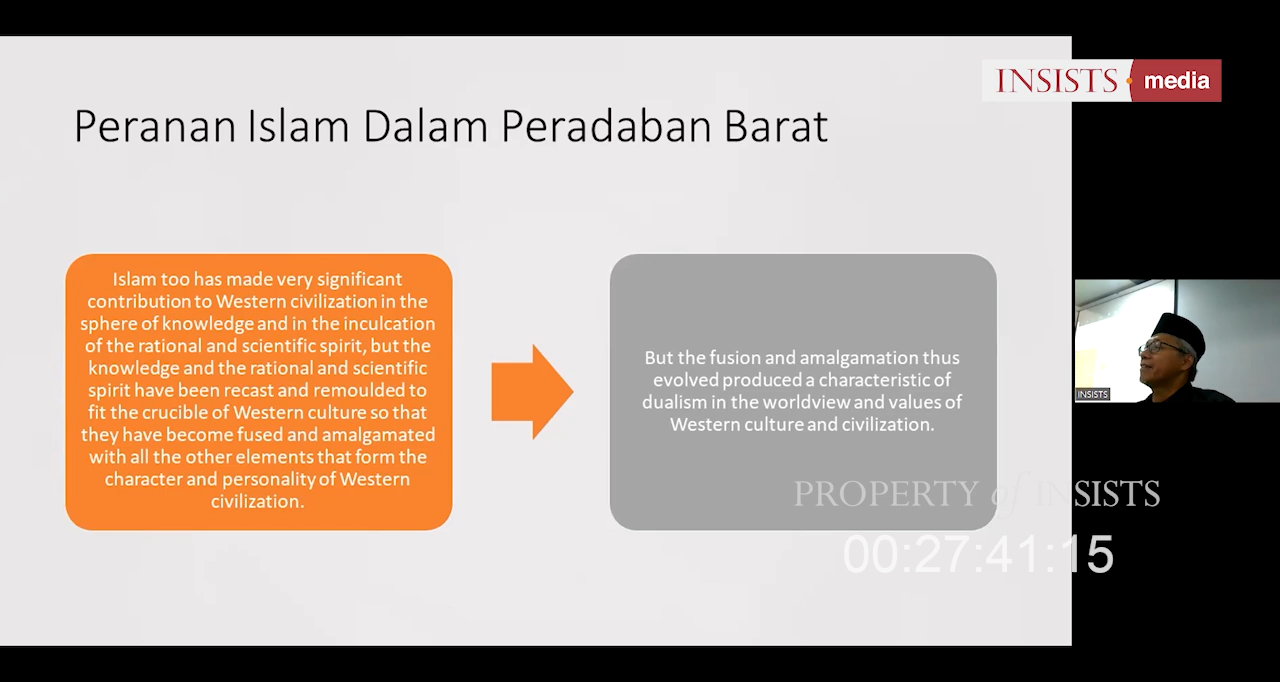 INSISTS media
Peranan Islam Dalam Peradaban Barat
Islam too has made very significant
contribution to Western civilization in the
sphere of knowledge and in the inculcation
of the rational and scientific spirit, but the
knowledge and the rational and scientific
spirit have been recast and remoulded to
fit the crucible of Western culture so that
they have become fused and amalgamated
with all the other elements that form the
character and personality of Western
civilization.
But the fusion and amalgamation thus
evolved produced a characteristic of
dualism in the worldview and values of
Western culture and civilization.
INSISTS
PROPERTY of INSISTS
00:27:41:15